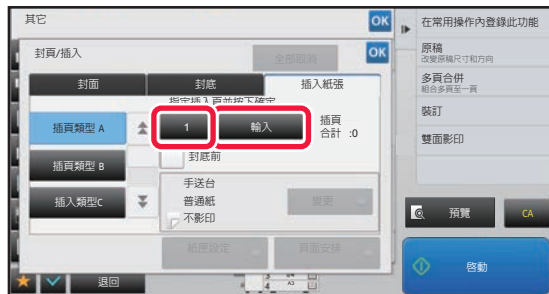 其它
OK
封頁/插入
全部取消
OK
封面
封底
插入紙張
指定插入頁並按下確定
插頁類型 A
1
輸入
插頁
合計 :0
封底前
插頁類型 B
手送台
普通紙
不影印
變更
插入類型C
紙匣設定
頁面安排
退回
3
4
A3
在常用操作內登錄此功能
原稿
改變原稿尺寸和方向
多頁合併
組合多頁至一頁
裝訂
雙面影印
預覽
CA
啓動